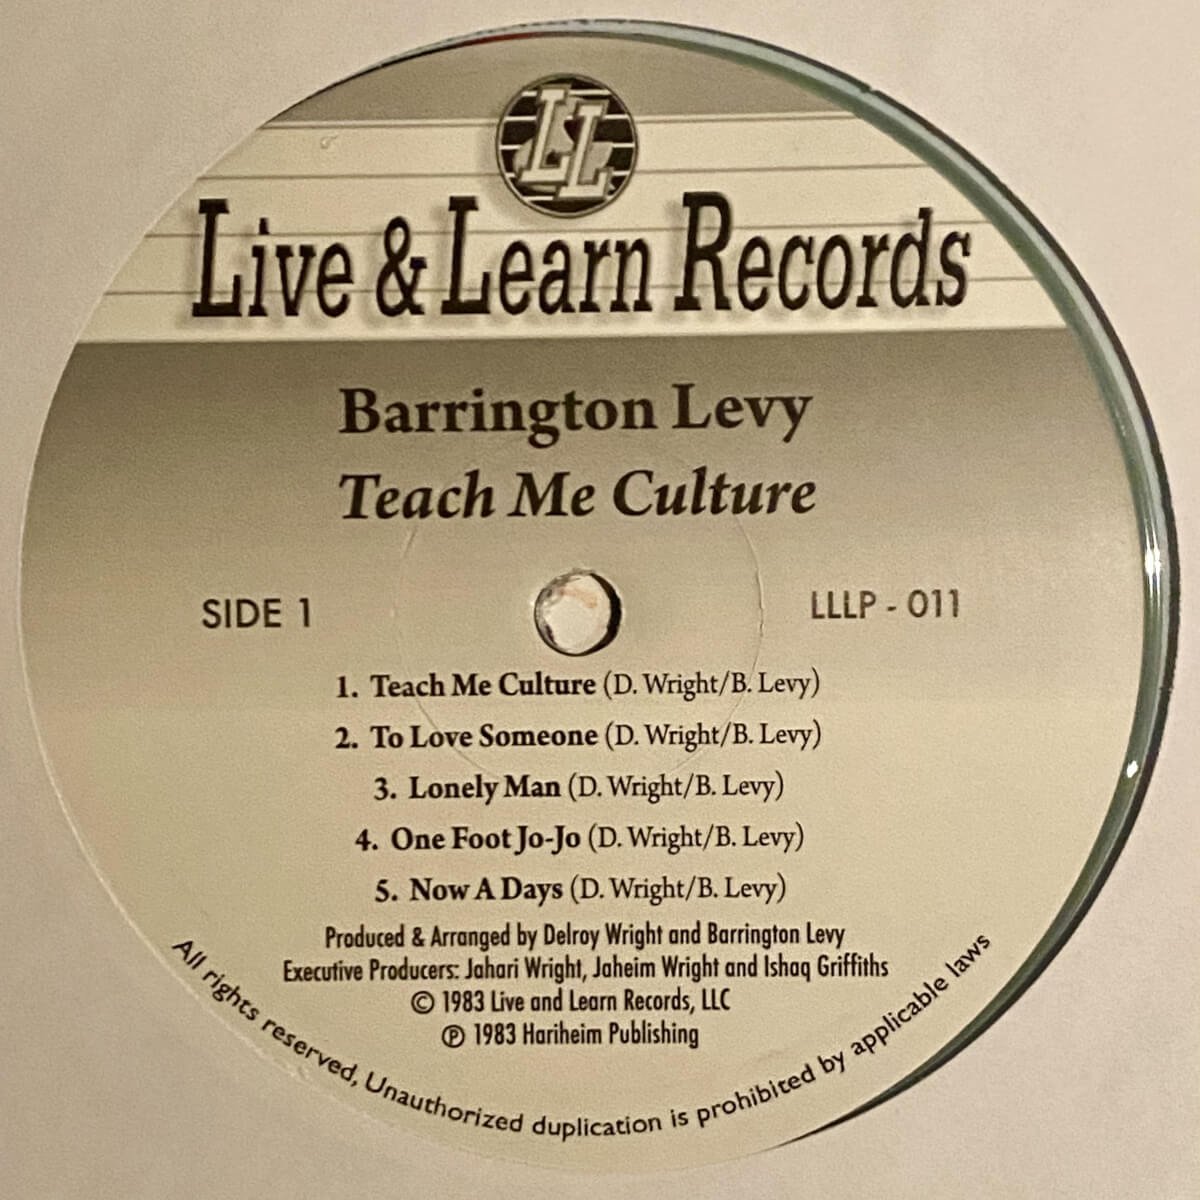 LL
Live & Learn Records
Barrington Levy
Teach Me Culture
SIDE 1
LLLP - 011
1. Teach Me Culture (D. Wright/B. Levy)
2. To Love Someone (D. Wright/B. Levy)
3. Lonely Man (D. Wright/B. Levy)
4. One Foot Jo-Jo (D. Wright/B. Levy)
5. Now A Days (D. Wright/B. Levy)
Produced & Arranged by Delroy Wright and Barrington Levy
Executive Producers: Jahari Wright, Jaheim Wright and Ishaq Griffiths
© 1983 Live and Learn Records, LLC
℗ 1983 Hariheim Publishing
All rights reserved, Unauthorized duplication is prohibited by applicable laws